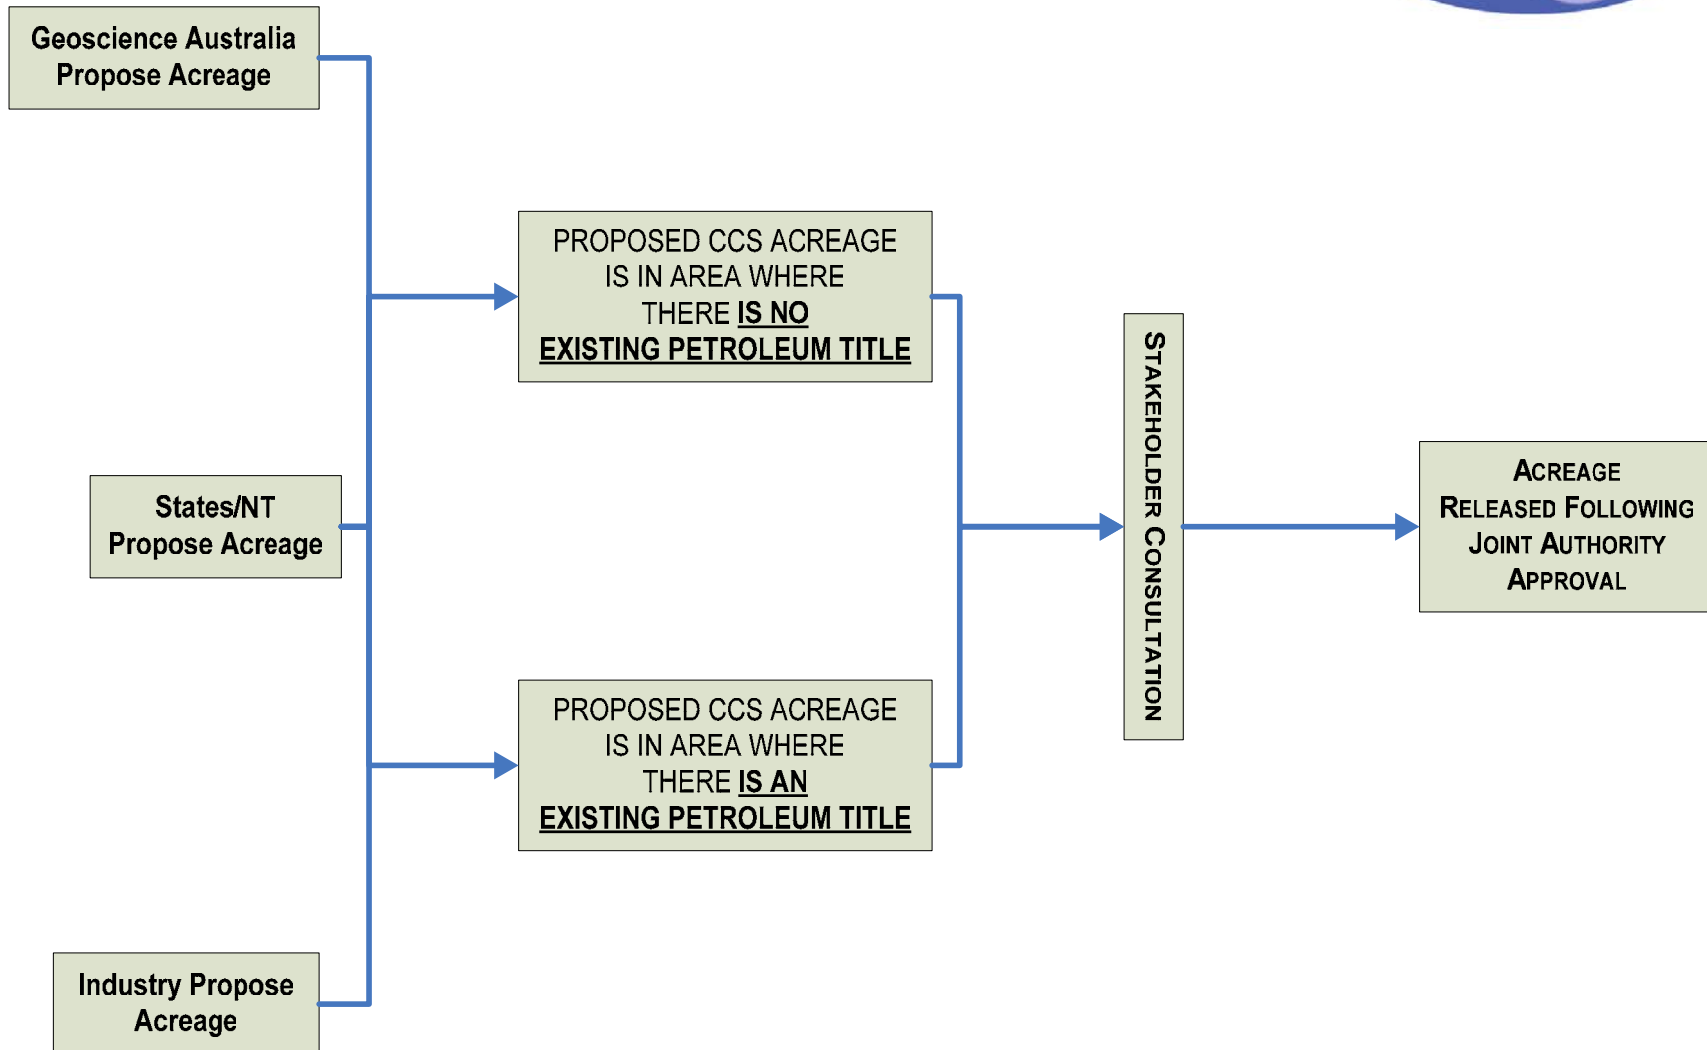 Geoscience Australia
Propose Acreage
States/NT
Propose Acreage
Industry Propose
Acreage
PROPOSED CCS ACREAGE
IS IN AREA WHERE
THERE IS NO
EXISTING PETROLEUM TITLE
PROPOSED CCS ACREAGE
IS IN AREA WHERE
THERE IS AN
EXISTING PETROLEUM TITLE
STAKEHOLDER CONSULTATION
ACREAGE
RELEASED FOLLOWING
JOINT AUTHORITY
APPROVAL